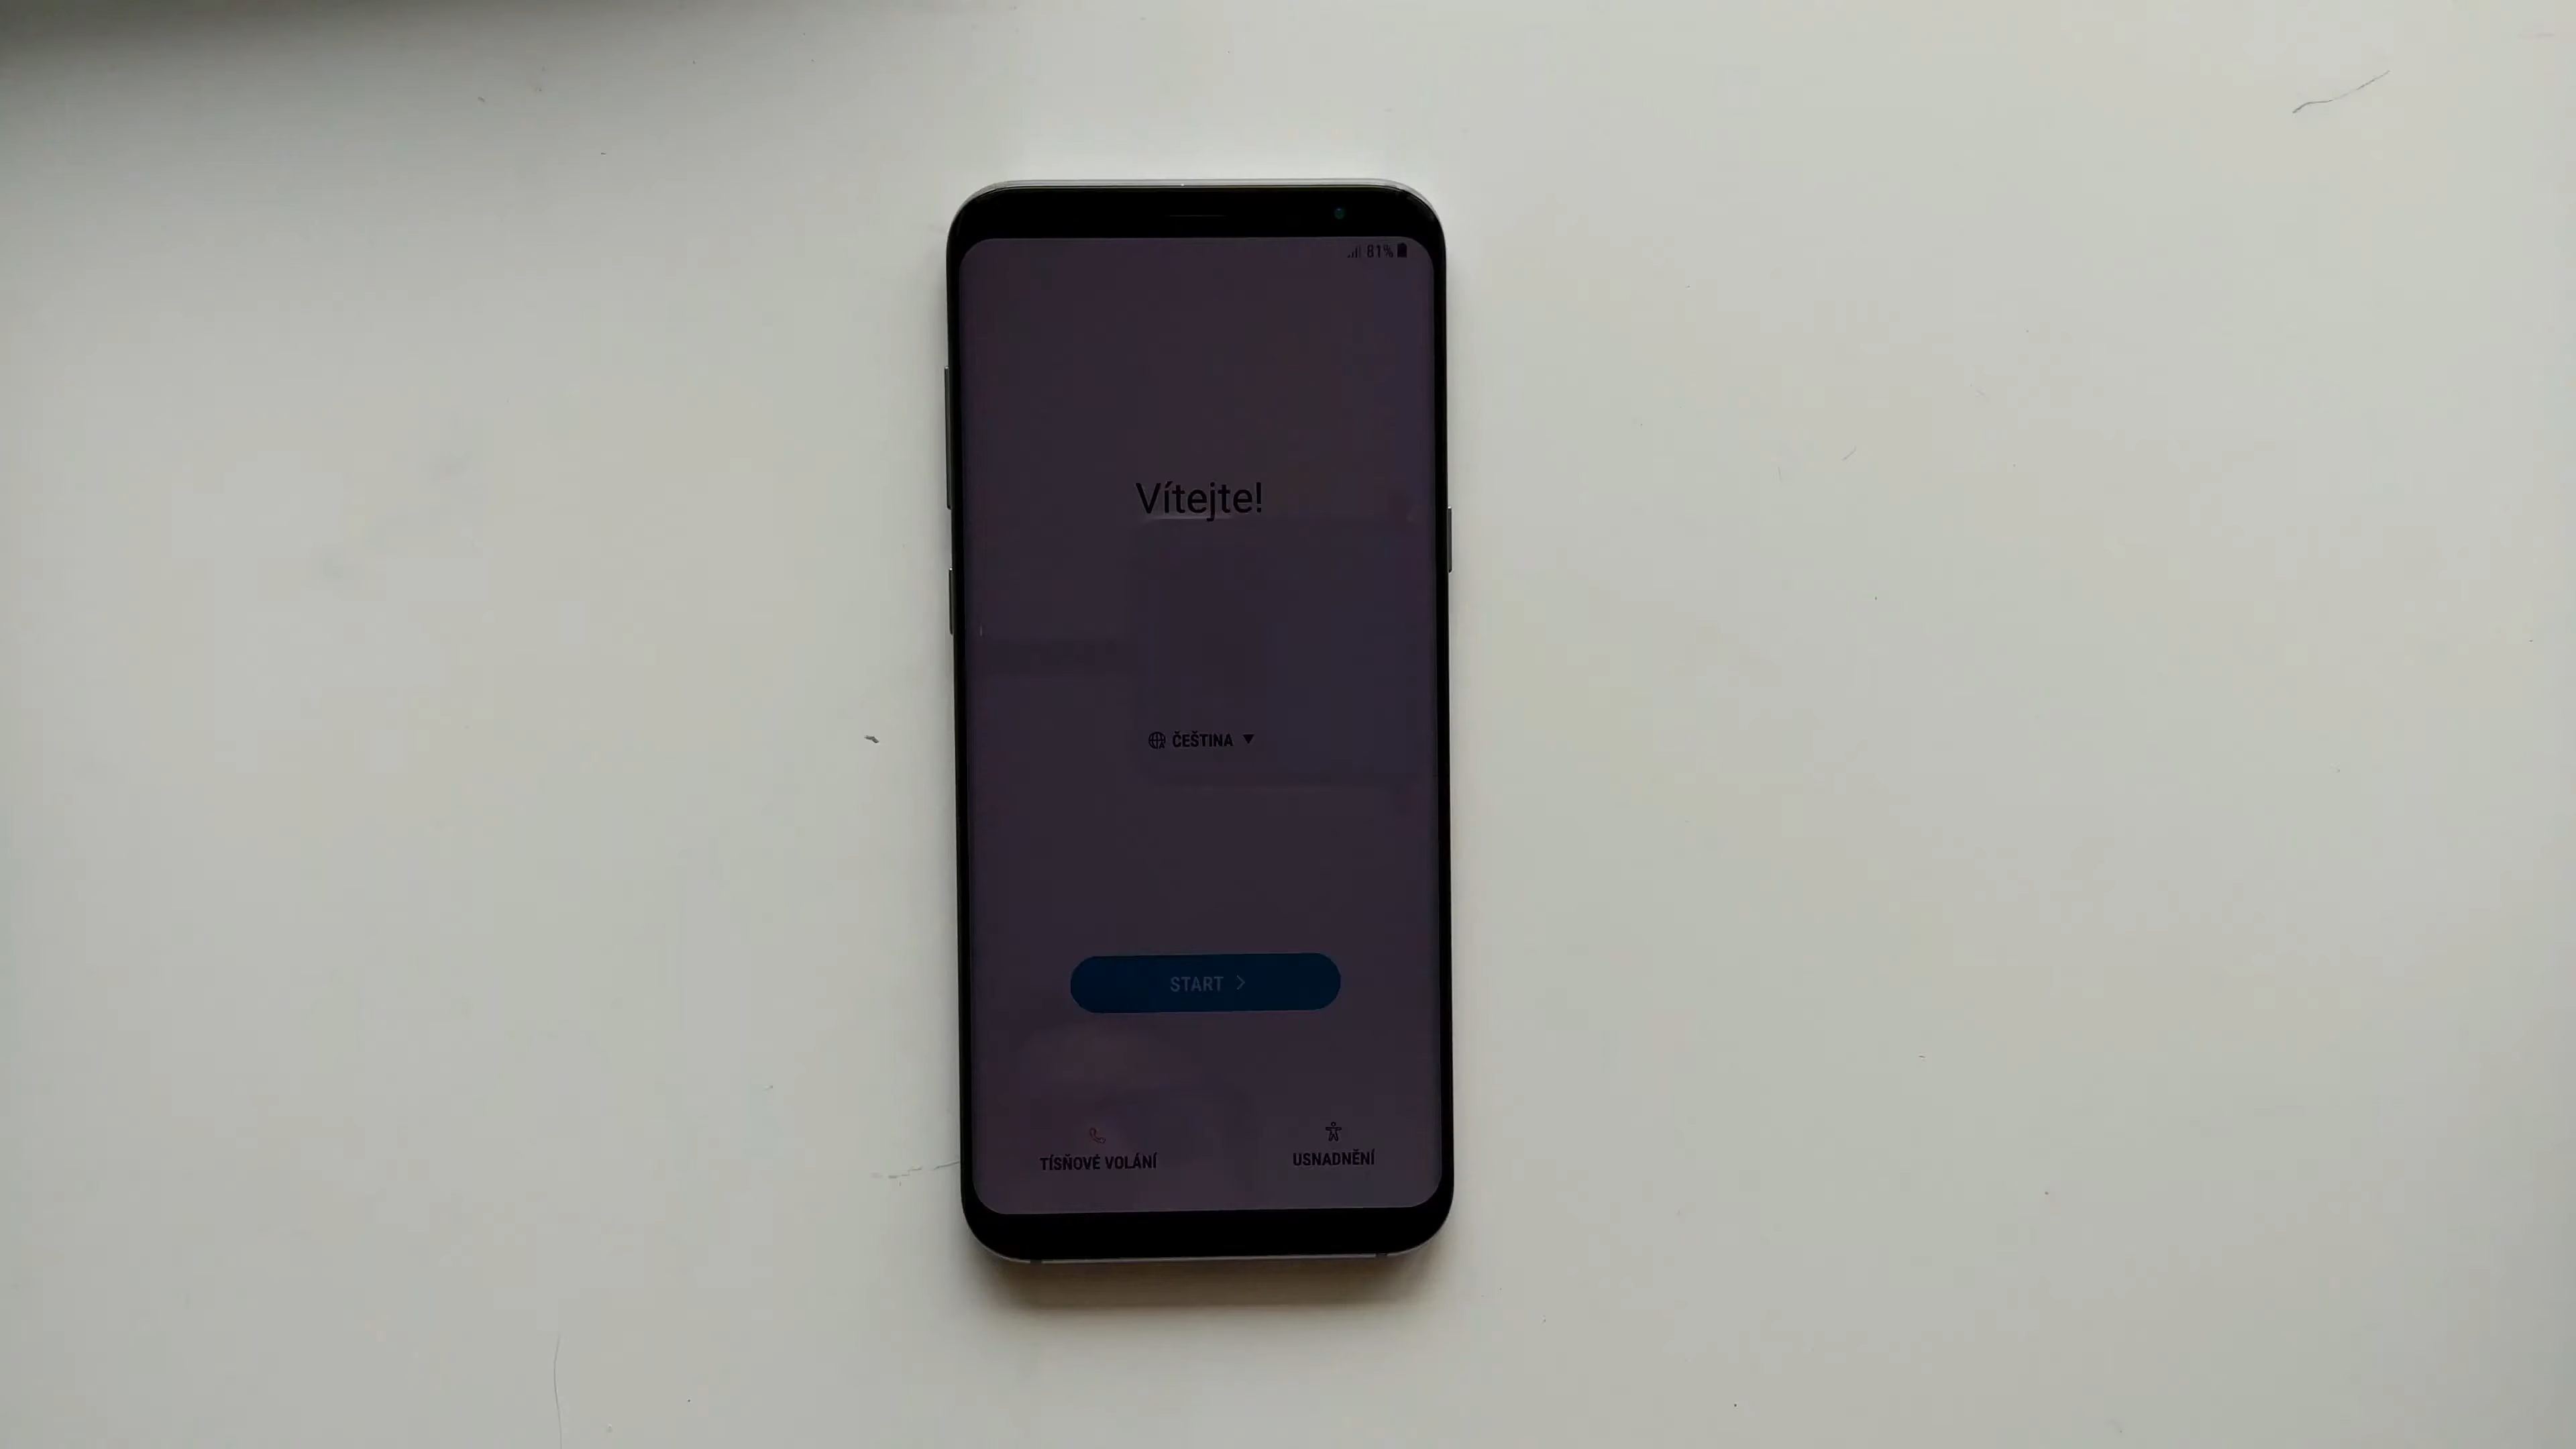 81%
Vítejte!
ČEŠTINA
START
TÍSŇOVÉ VOLÁNÍ
USNADNĚNÍ